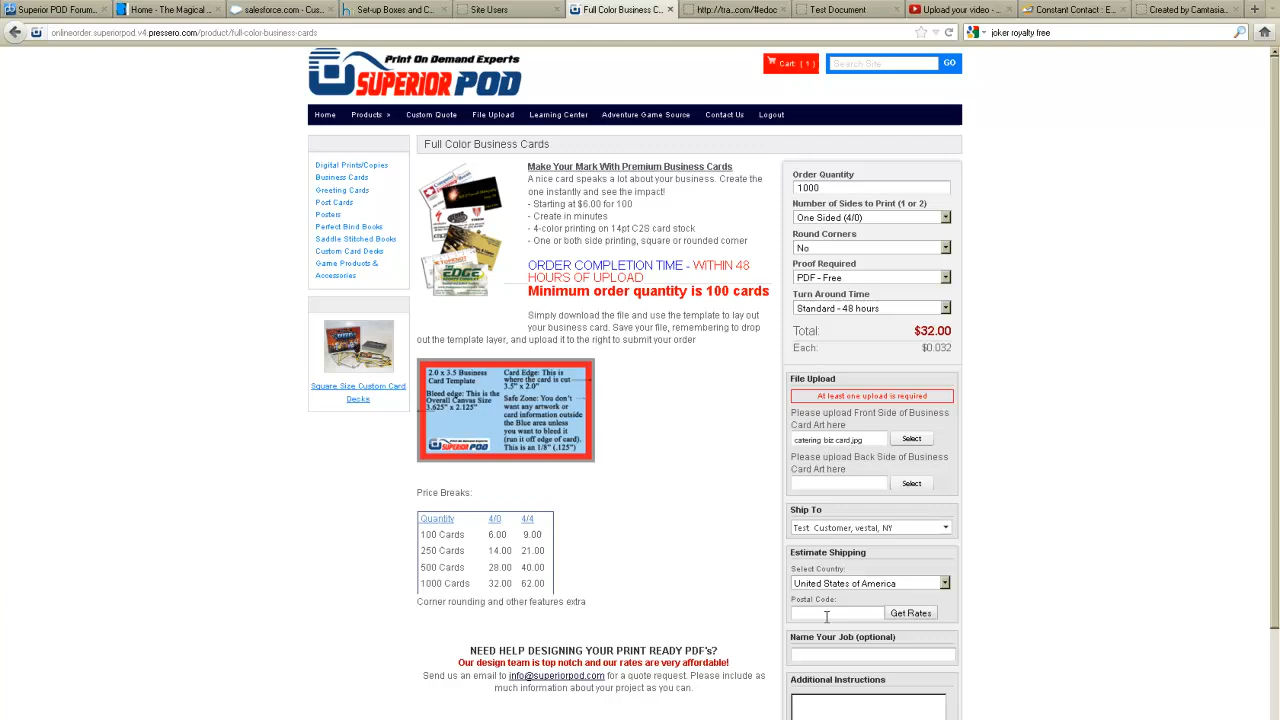 Superior POD Forum...
Home - The Magical ...
salesforce.com - Cus...
Set-up Boxes and C...
Site Users
Full Color Business C...
http://ra...com/Redoc
Test Document
Upload your video - ...
Constant Contact : E...
Created by Camtasia...
onlineorder.superpod.v4.pressero.com/product/full-color-business-cards
joker royalty free
Print On Demand Experts
SUPERIOR POD
Cart: ( 1 )
Search Site
GO
Home
Products »
Custom Quote
File Upload
Learning Center
Adventure Game Source
Contact Us
Logout
Digital Prints/Copies
Business Cards
Greeting Cards
Post Cards
Posters
Perfect Bind Books
Saddle Stitched Books
Custom Card Decks
Game Products &
Accessories
Square Size Custom Card
Decks
Full Color Business Cards
Make Your Mark With Premium Business Cards
A nice card speaks a lot about your business. Create the
one instantly and see the impact!
- Starting at $6.00 for 100
- Create in minutes
- 4-color printing on 14pt C2S card stock
- One or both side printing, square or rounded corner
THE EDGE
ORDER COMPLETION TIME - WITHIN 48
HOURS OF UPLOAD
Minimum order quantity is 100 cards
Simply download the file and use the template to lay out
your business card. Save your file, remembering to drop
out the template layer, and upload it to the right to submit your order
2.0 x 3.5 Business
Card Template
Bleed edge: This is the
Overall Canvas Size
3.625" x 2.125"
SUPERIOR POD
Card Edge: This is
where the card is cut
3.5" x 2.0"
Safe Zone: You don't
want any artwork or
card information outside
the Blue area unless
you want to bleed it
(run it off edge of card).
This is an 1/8" (.125")
Price Breaks:
Quantity 4/0 4/4
100 Cards 6.00 9.00
250 Cards 14.00 21.00
500 Cards 28.00 40.00
1000 Cards 32.00 62.00
Corner rounding and other features extra
NEED HELP DESIGNING YOUR PRINT READY PDF's?
Our design team is top notch and our rates are very affordable!
Send us an email to info@superiorpod.com for a quote request. Please include as
much information about your project as you can.
Order Quantity
1000
Number of Sides to Print (1 or 2)
One Sided (4/0)
Round Corners
No
Proof Required
PDF - Free
Turn Around Time
Standard - 48 hours
Total: $32.00
Each: $0.032
File Upload
At least one upload is required
Please upload Front Side of Business
Card Art here
catering biz card.jpg
Select
Please upload Back Side of Business
Card Art here
Select
Ship To
Test Customer, vestal, NY
Estimate Shipping
Select Country:
United States of America
Postal Code:
Get Rates
Name Your Job (optional)
Additional Instructions